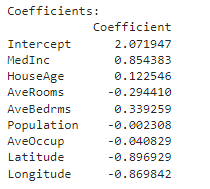 Coefficients:
Coefficient
Intercept 2.071947
MedInc 0.854383
HouseAge 0.122546
AveRooms -0.294410
AveBedrms 0.339259
Population -0.002308
AveOccup -0.040829
Latitude -0.896929
Longitude -0.869842